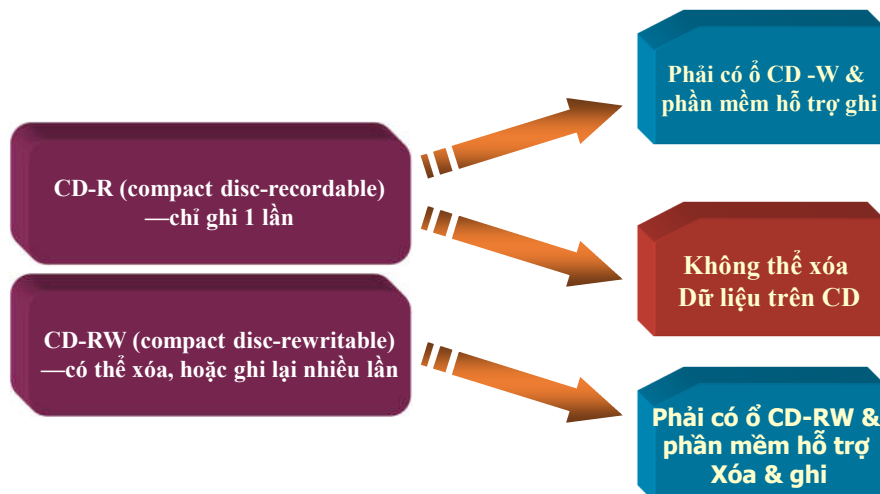 CD-R (compact disc-recordable)
—chỉ ghi 1 lần
CD-RW (compact disc-rewritable)
—có thể xóa, hoặc ghi lại nhiều lần
Phải có ổ CD -W &
phần mềm hỗ trợ ghi
Không thể xóa
Dữ liệu trên CD
Phải có ổ CD-RW &
phần mềm hỗ trợ
Xóa & ghi